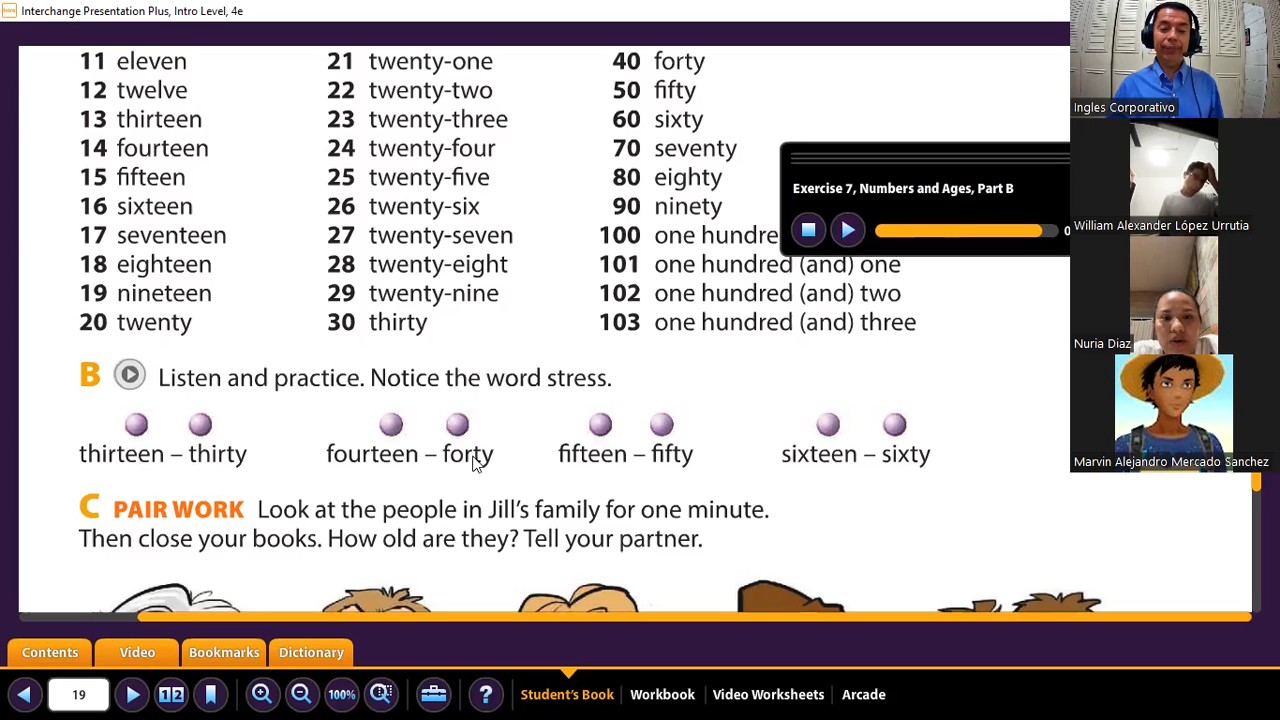 Interchange Presentation Plus, Intro Level, 4e
11 eleven 21 twenty-one 40 forty
12 twelve 22 twenty-two 50 fifty
13 thirteen 23 twenty-three 60 sixty
14 fourteen 24 twenty-four 70 seventy
15 fifteen 25 twenty-five 80 eighty
16 sixteen 26 twenty-six 90 ninety
17 seventeen 27 twenty-seven 100 one hundre
18 eighteen 28 twenty-eight 101 one hundred (and) one
19 nineteen 29 twenty-nine 102 one hundred (and) two
20 twenty 30 thirty 103 one hundred (and) three
Exercise 7, Numbers and Ages, Part B
0
B Listen and practice. Notice the word stress.
thirteen – thirty fourteen – forty fifteen – fifty sixteen – sixty
C PAIR WORK Look at the people in Jill's family for one minute.
Then close your books. How old are they? Tell your partner.
Ingles Corporativo
William Alexander López Urrutia
Nuria Diaz
Marvin Alejandro Mercado Sanchez
Contents Video Bookmarks Dictionary
19 12 100% ? Student's Book Workbook Video Worksheets Arcade